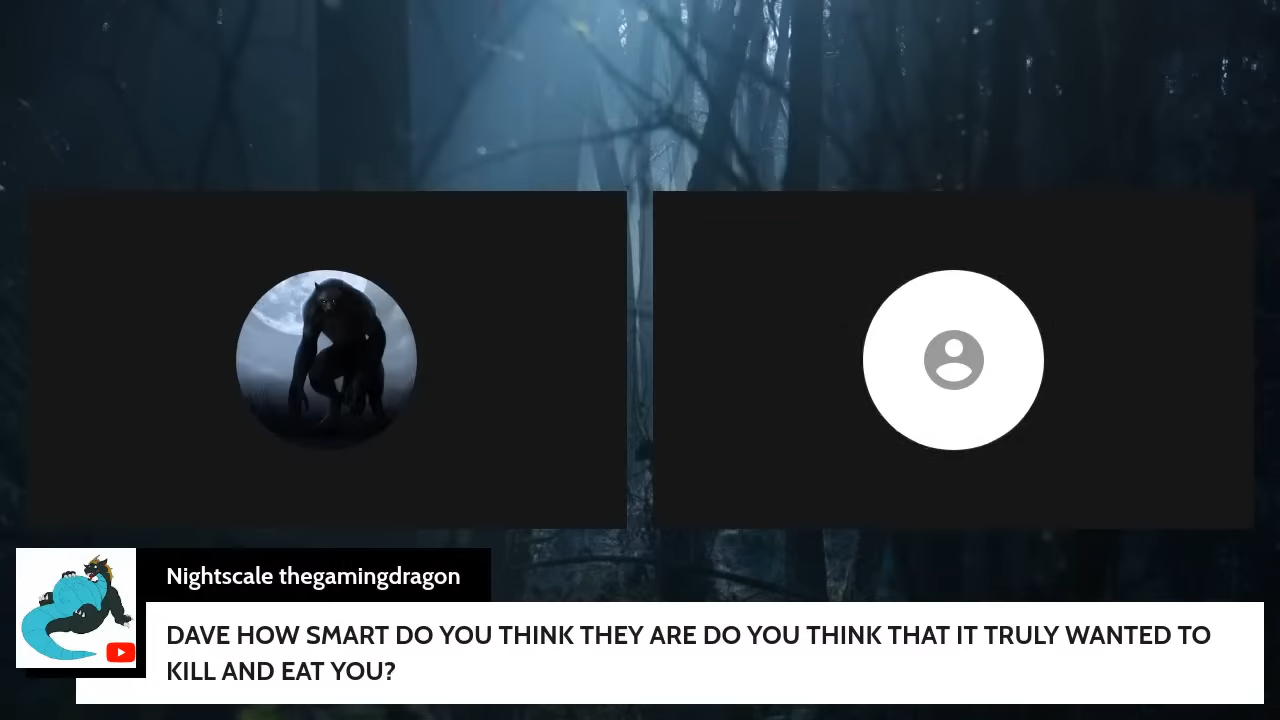 Nightscale thegamingdragon
DAVE HOW SMART DO YOU THINK THEY ARE DO YOU THINK THAT IT TRULY WANTED TO
KILL AND EAT YOU?